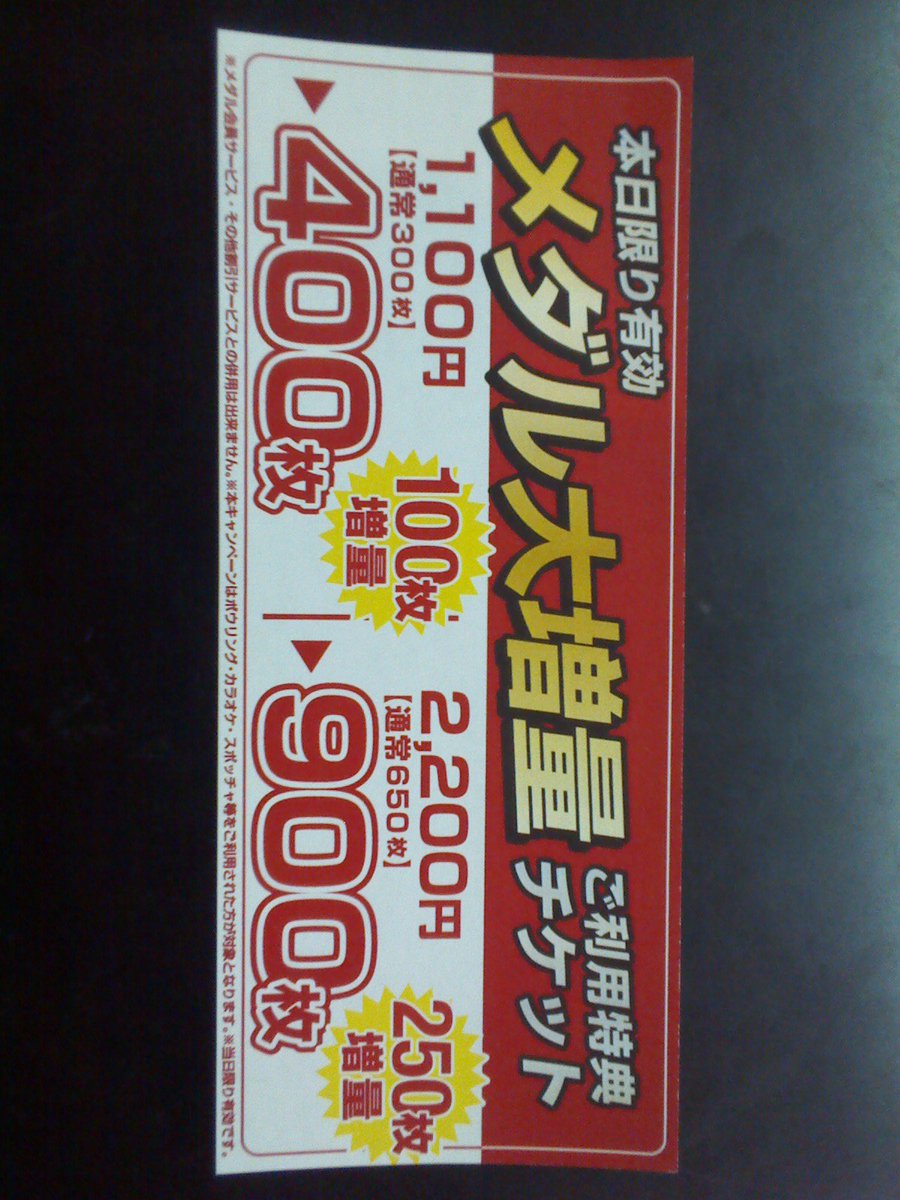 本日限り有効
メダル大増量
ご利用特典
チケット
1,100円
【通常300枚】
▶400枚
100枚
増量
2,200円
【通常650枚】
▶900枚
250枚
増量
※メダル会員サービス・その他割引サービスとの併用は出来ません。※本キャンペーンはボウリング・カラオケ・スポッチャ等をご利用された方が対象となります。※当日限り有効です。